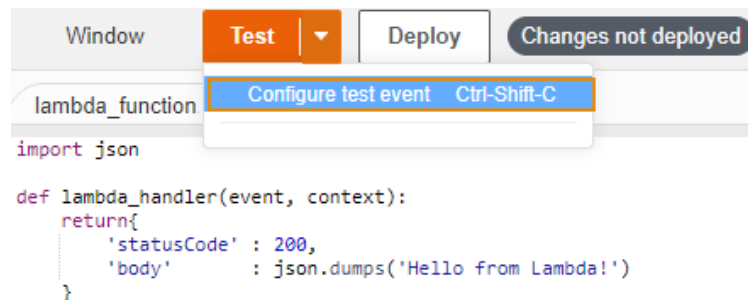 Window Test Deploy Changes not deployed
Configure test event Ctrl-Shift-C
lambda_function
import json
def lambda_handler(event, context):
    return{
        'statusCode' : 200,
        'body'       : json.dumps('Hello from Lambda!')
    }